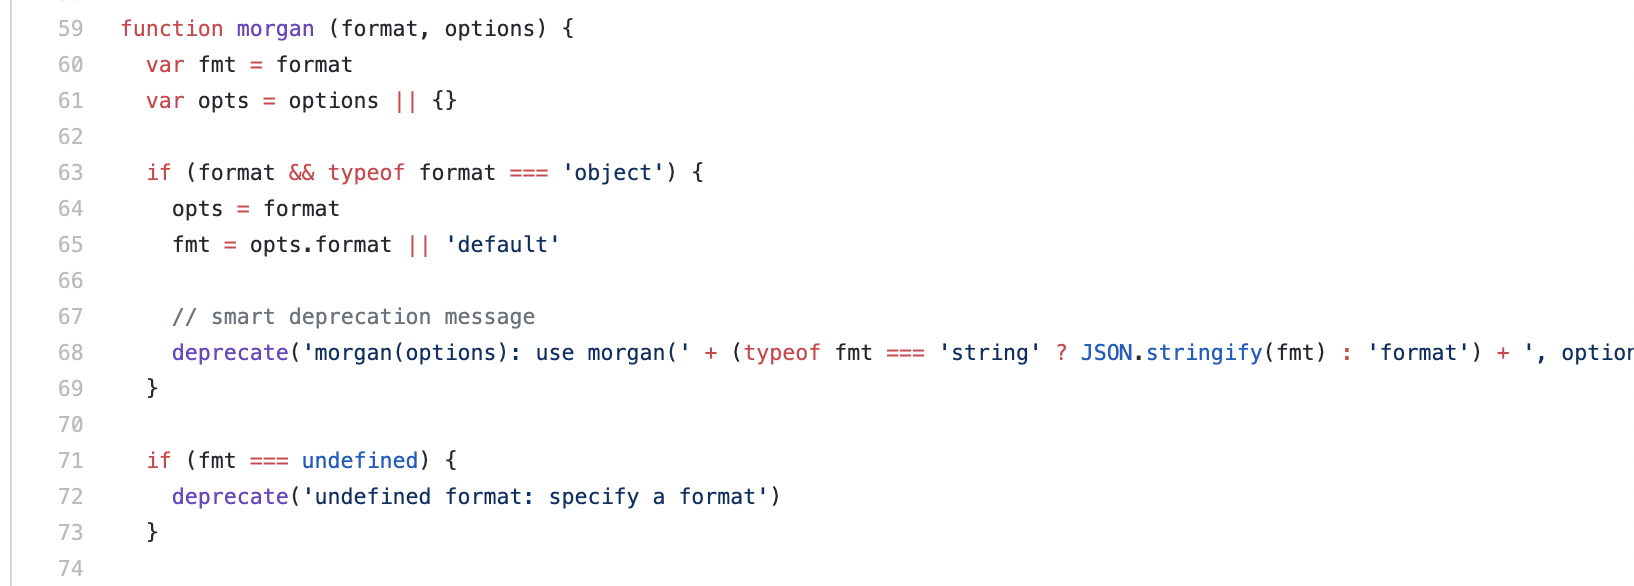 59 function morgan (format, options) {
60 var fmt = format
61 var opts = options || {}
62
63 if (format && typeof format === 'object') {
64 opts = format
65 fmt = opts.format || 'default'
66
67 // smart deprecation message
68 deprecate('morgan(options): use morgan(' + (typeof fmt === 'string' ? JSON.stringify(fmt) : 'format') + ',
69 }
70
71 if (fmt === undefined) {
72 deprecate('undefined format: specify a format')
73 }
74